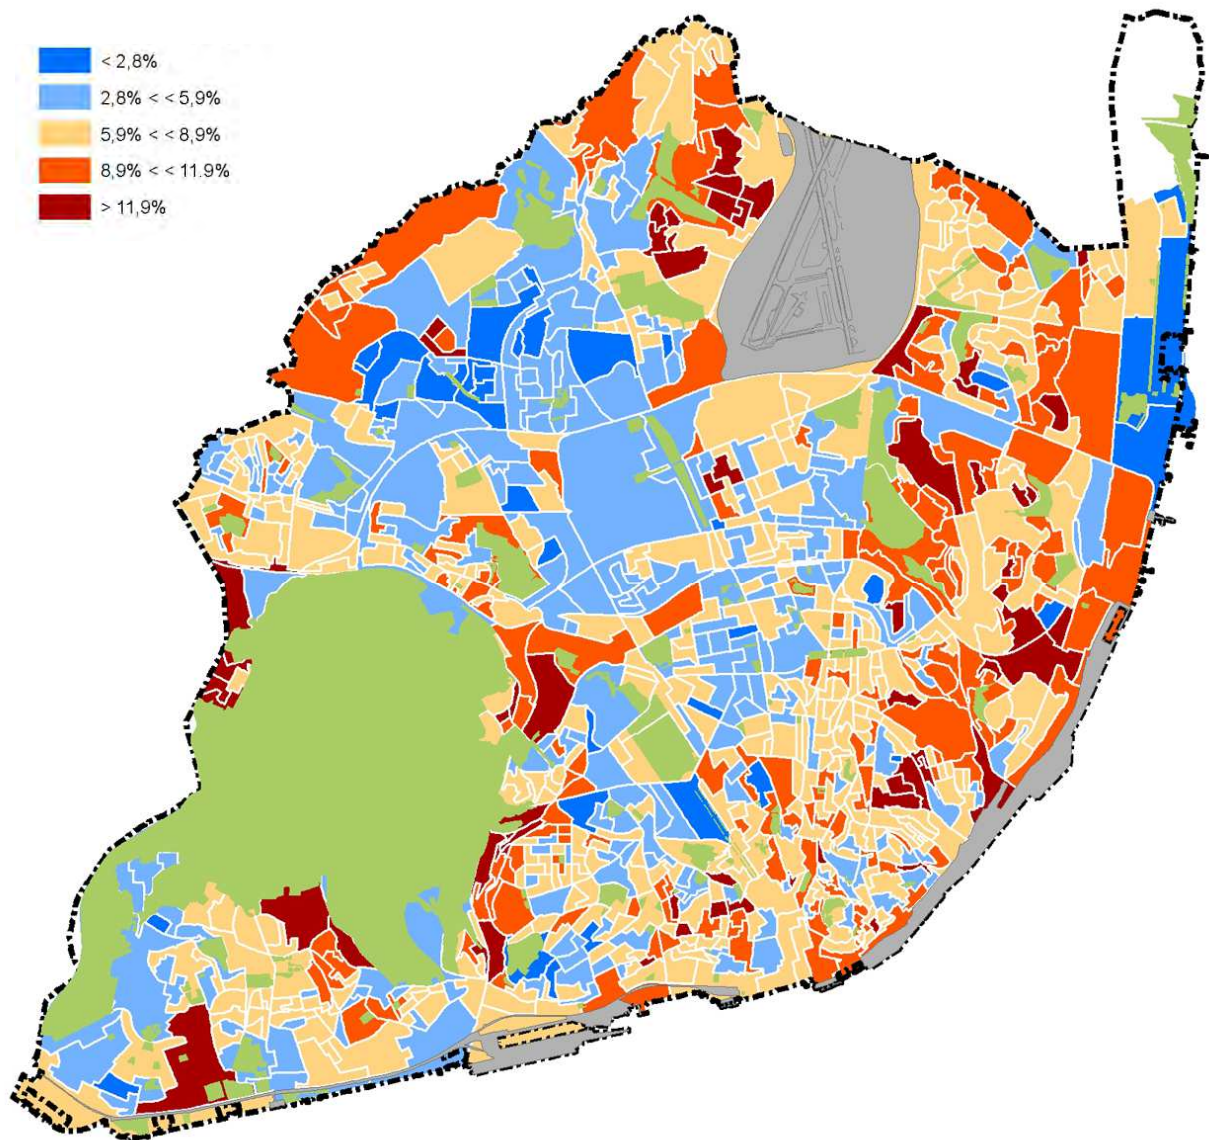 < 2,8%
2,8% < < 5,9%
5,9% < < 8,9%
8,9% < < 11.9%
> 11,9%